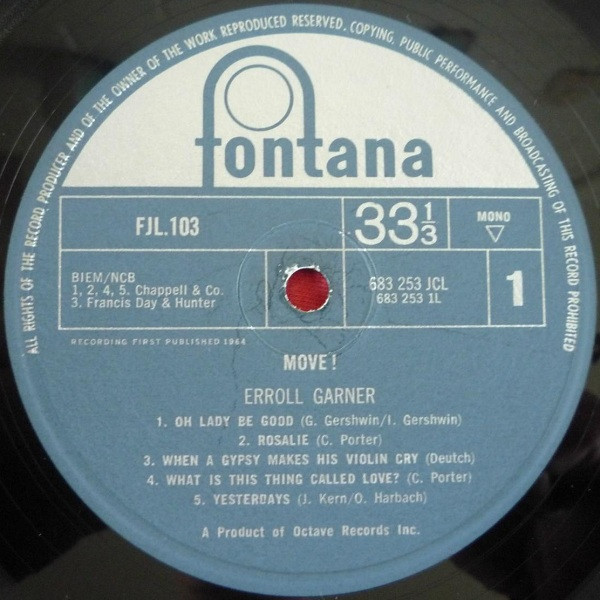 ALL RIGHTS OF THE RECORD PRODUCER AND OF THE OWNER OF THE WORK REPRODUCED RESERVED. COPYING, PUBLIC PERFORMANCE AND BROADCASTING OF THIS RECORD PROHIBITED
fontana
FJL.103
33 1/3
MONO
BIEM/NCB
1, 2, 4, 5. Chappell & Co.
3. Francis Day & Hunter
683 253 JCL
683 253 1L
1
RECORDING FIRST PUBLISHED 1964
MOVE!
ERROLL GARNER
1. OH LADY BE GOOD (G. Gershwin/I. Gershwin)
2. ROSALIE (C. Porter)
3. WHEN A GYPSY MAKES HIS VIOLIN CRY (Deutch)
4. WHAT IS THIS THING CALLED LOVE? (C. Porter)
5. YESTERDAYS (J. Kern/O. Harbach)
A Product of Octave Records Inc.